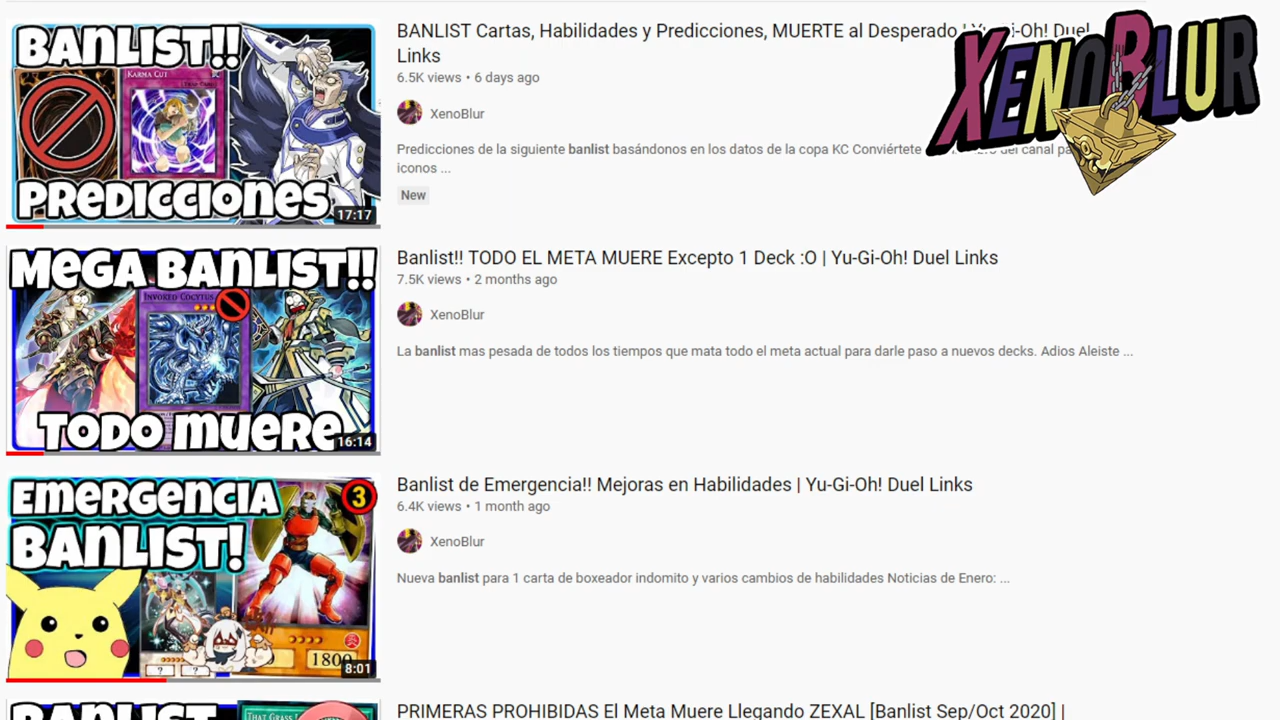 BANLIST!!
KARMA CUT
PREDICCIONES
17:17
BANLIST Cartas, Habilidades y Predicciones, MUERTE al Desperado | Yu-Gi-Oh! Duel
Links
6.5K views • 6 days ago
XenoBlur
Predicciones de la siguiente banlist basándonos en los datos de la copa KC Conviérte
iconos ...
New
XENOBLUR
MEGA BANLIST!!
INVOKED COCYTUS
TODO MUERE
16:14
Banlist!! TODO EL META MUERE Excepto 1 Deck :O | Yu-Gi-Oh! Duel Links
7.5K views • 2 months ago
XenoBlur
La banlist mas pesada de todos los tiempos que mata todo el meta actual para darle paso a nuevos decks. Adios Aleiste ...
EMERGENCIA
3
BANLIST!
1800
? ?
8:01
Banlist de Emergencia!! Mejoras en Habilidades | Yu-Gi-Oh! Duel Links
6.4K views • 1 month ago
XenoBlur
Nueva banlist para 1 carta de boxeador indomito y varios cambios de habilidades Noticias de Enero: ...
BANLIST
THAT GRASS
PRIMERAS PROHIBIDAS El Meta Muere Llegando ZEXAL [Banlist Sep/Oct 2020] |